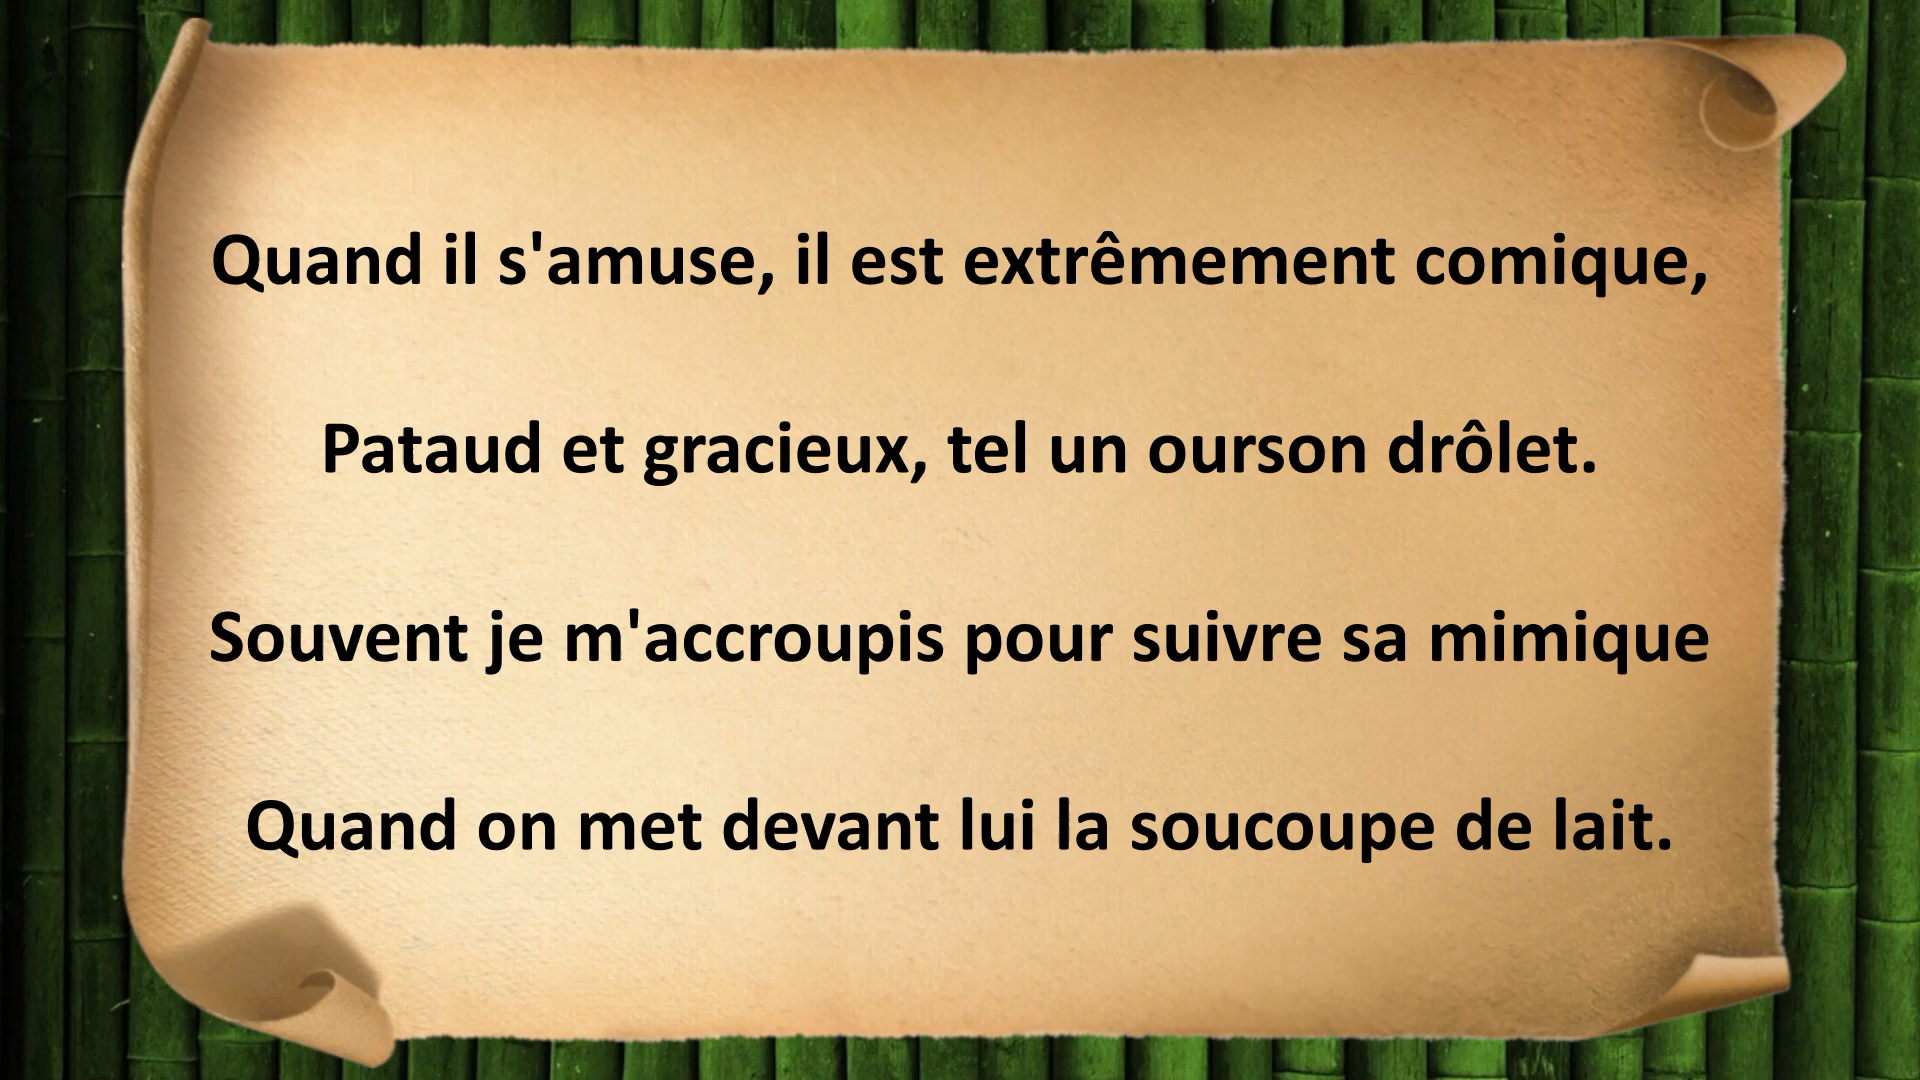 Quand il s'amuse, il est extrêmement comique,
Pataud et gracieux, tel un ourson drôlet.
Souvent je m'accroupis pour suivre sa mimique
Quand on met devant lui la soucoupe de lait.